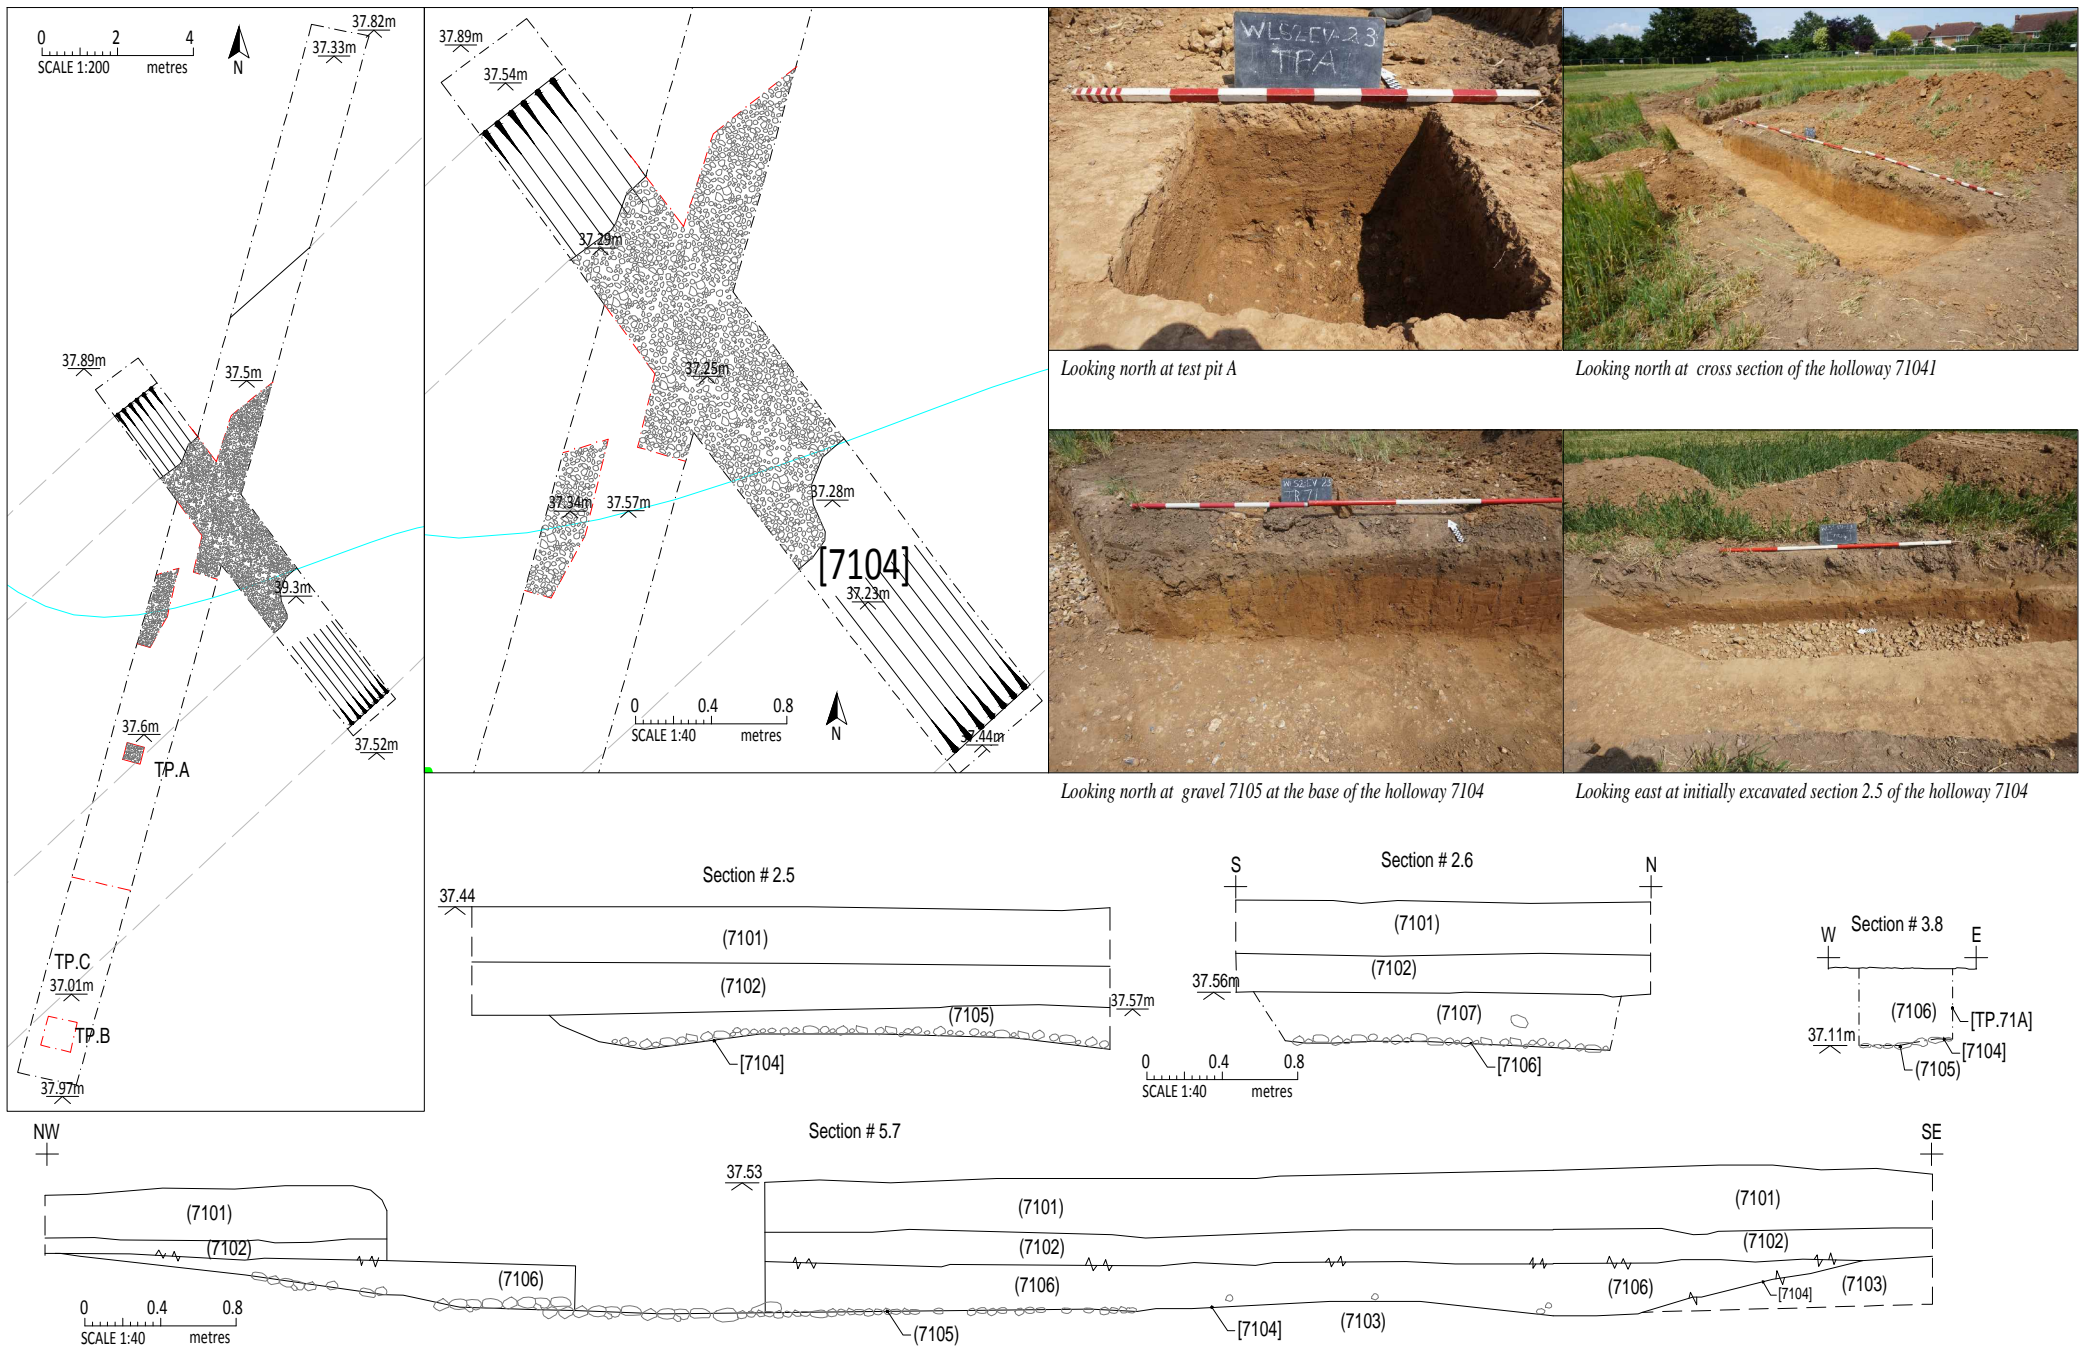 0 2 4
SCALE 1:200 metres
N
37.82m
37.33m
37.89m
37.5m
39.3m
37.6m
TP.A
37.52m
TP.C
37.01m
TP.B
37.97m
37.89m
37.54m
37.29m
37.25m
37.34m
37.57m
37.28m
[7104]
37.23m
37.44m
0 0.4 0.8
SCALE 1:40 metres
N
WLSZEV-23
TPA
Looking north at test pit A
Looking north at cross section of the holloway 71041
WLSZEV 23
TR71
Looking north at gravel 7105 at the base of the holloway 7104
Looking east at initially excavated section 2.5 of the holloway 7104
Section # 2.5
37.44
(7101)
(7102)
(7105)
37.57m
[7104]
Section # 2.6
S N
(7101)
(7102)
37.56m
(7107)
[7106]
0 0.4 0.8
SCALE 1:40 metres
Section # 3.8
W E
(7106)
[TP.71A]
37.11m
[7104]
(7105)
Section # 5.7
NW SE
37.53
(7101) (7101) (7101)
(7102) (7102) (7102)
(7106) (7106) (7106) (7103)
[7104]
(7105) [7104] (7103)
0 0.4 0.8
SCALE 1:40 metres